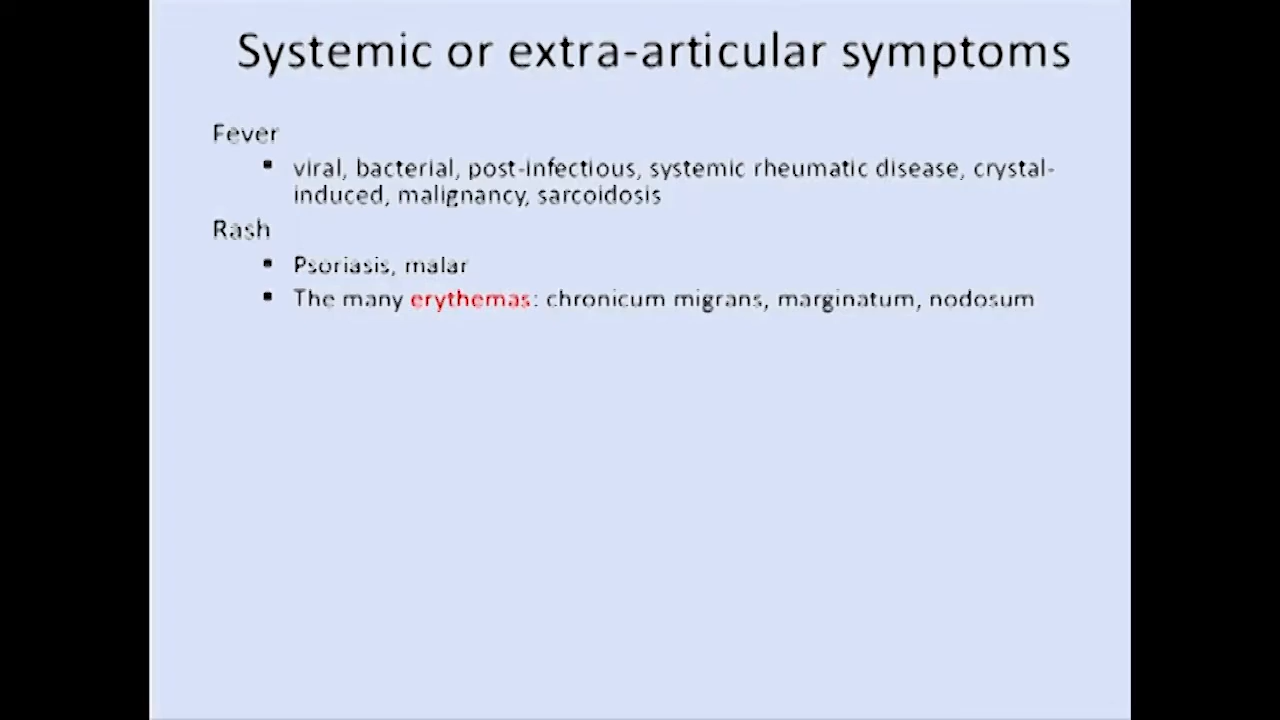 Systemic or extra-articular symptoms
Fever
▪ viral, bacterial, post-infectious, systemic rheumatic disease, crystal-
induced, malignancy, sarcoidosis
Rash
▪ Psoriasis, malar
▪ The many erythemas: chronicum migrans, marginatum, nodosum